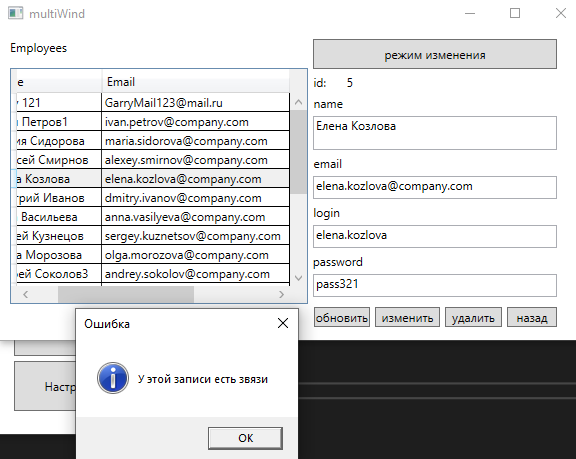 multiWind
Employees
режим изменения
id: 5
name
Елена Козлова
email
elena.kozlova@company.com
login
elena.kozlova
password
pass321
обновить изменить удалить назад
е Email
121 GarryMail123@mail.ru
Петров1 ivan.petrov@company.com
ия Сидорова maria.sidorova@company.com
сей Смирнов alexey.smirnov@company.com
а Козлова elena.kozlova@company.com
трий Иванов dmitry.ivanov@company.com
Васильева anna.vasilyeva@company.com
ей Кузнецов sergey.kuznetsov@company.com
а Морозова olga.morozova@company.com
рей Соколов3 andrey.sokolov@company.com
Настр
Ошибка
У этой записи есть звязи
OK